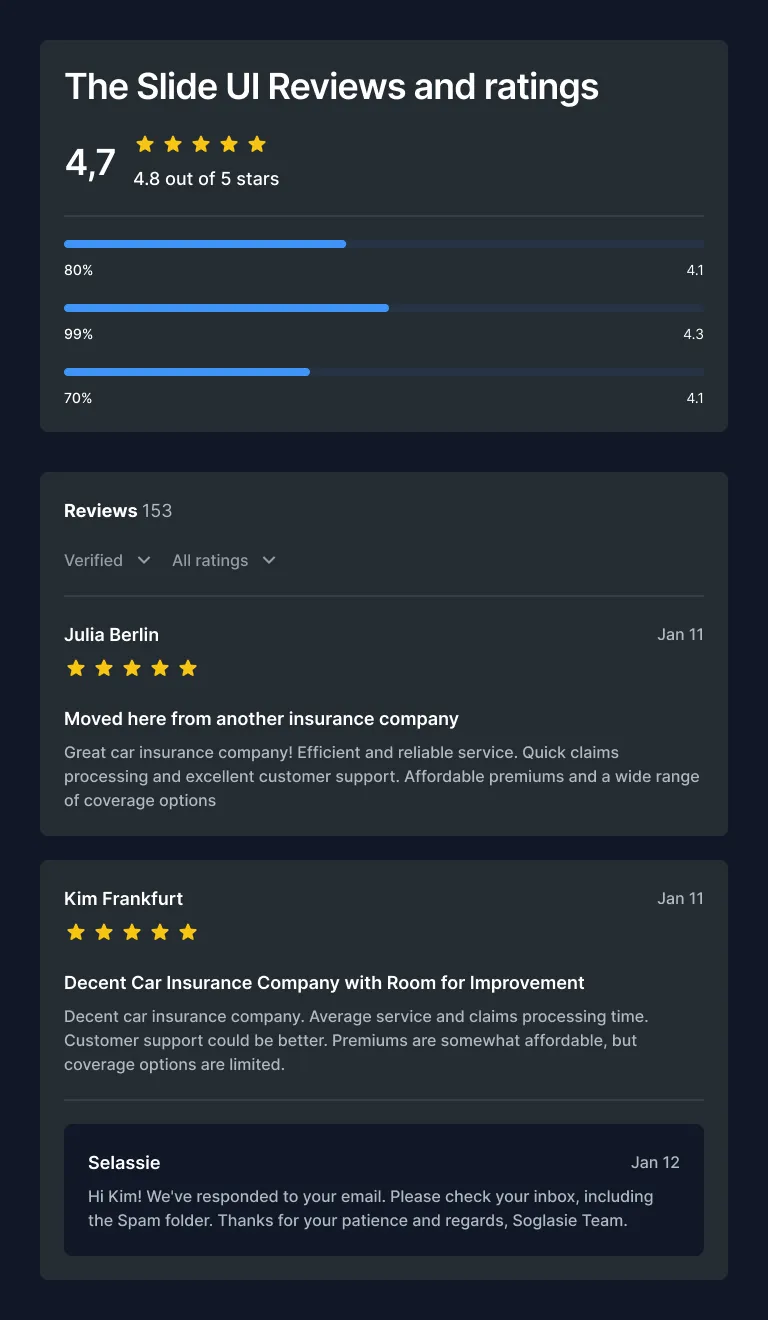 The Slide UI Reviews and ratings
4,7
4.8 out of 5 stars
80% 4.1
99% 4.3
70% 4.1
Reviews 153
Verified All ratings
Julia Berlin Jan 11
Moved here from another insurance company
Great car insurance company! Efficient and reliable service. Quick claims
processing and excellent customer support. Affordable premiums and a wide range
of coverage options
Kim Frankfurt Jan 11
Decent Car Insurance Company with Room for Improvement
Decent car insurance company. Average service and claims processing time.
Customer support could be better. Premiums are somewhat affordable, but
coverage options are limited.
Selassie Jan 12
Hi Kim! We've responded to your email. Please check your inbox, including
the Spam folder. Thanks for your patience and regards, Soglasie Team.